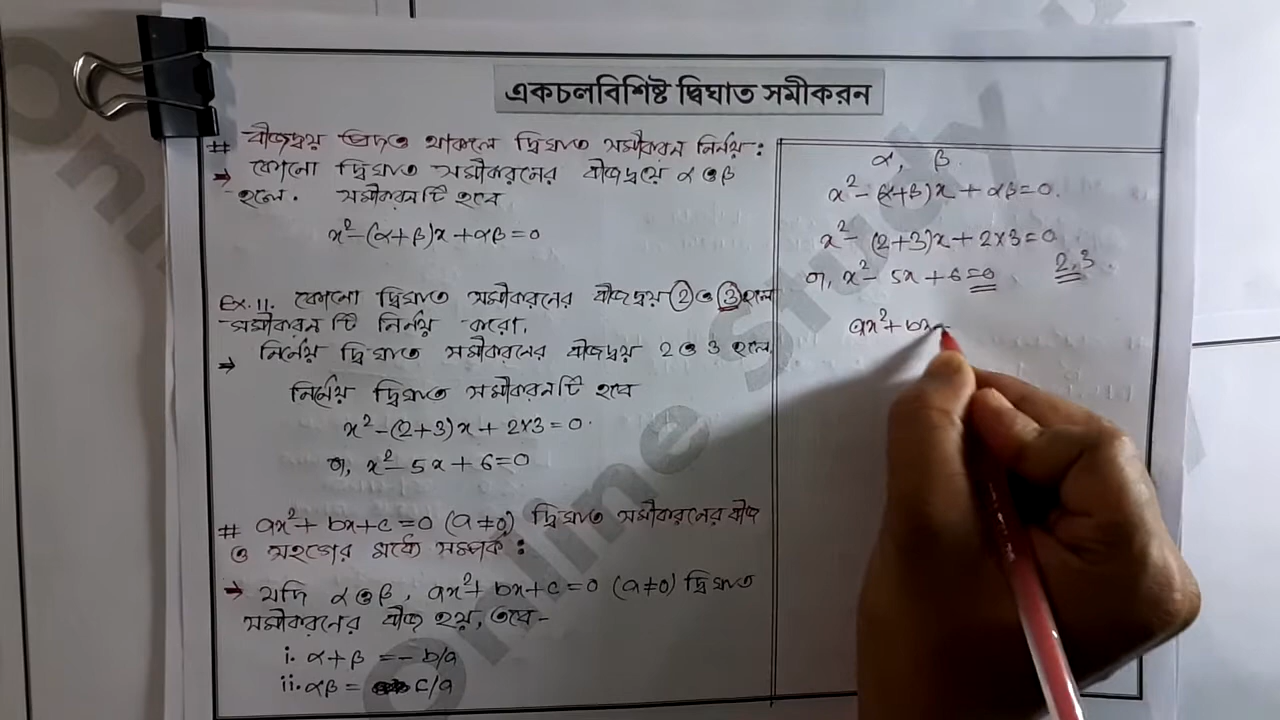 একচলবিশিষ্ট দ্বিঘাত সমীকরন
# বীজদ্বয় প্রদত্ত থাকলে দ্বিঘাত সমীকরন নির্নয় :
→ কোনো দ্বিঘাত সমীকরনের বীজদ্বয় α ও β
হলে. সমীকরনটি হবে
x²-(α+β)x+αβ=0
Ex.11. কোনো দ্বিঘাত সমীকরনের বীজদ্বয় 2 ও 3 হলে
সমীকরন টি নির্নয় করো.
→ নির্নেয় দ্বিঘাত সমীকরনের বীজদ্বয় 2 ও 3 হলে.
নির্নেয় দ্বিঘাত সমীকরনটি হবে
x²-(2+3)x+2×3=0.
বা, x²-5x+6=0
# ax²+bx+c=0 (a≠0) দ্বিঘাত সমীকরনের বীজ
ও সহগের মধ্যে সম্পর্ক :
→ যদি α ও β, ax²+bx+c=0 (a≠0) দ্বিঘাত
সমীকরনের বীজ হয়, তবে-
i. α+β =- b/a
ii. αβ = c/a
α, β.
x²-(α+β)x+αβ=0.
x²-(2+3)x+2×3=0
বা, x²-5x+6=0 2,3.
ax²+bx
Online Study